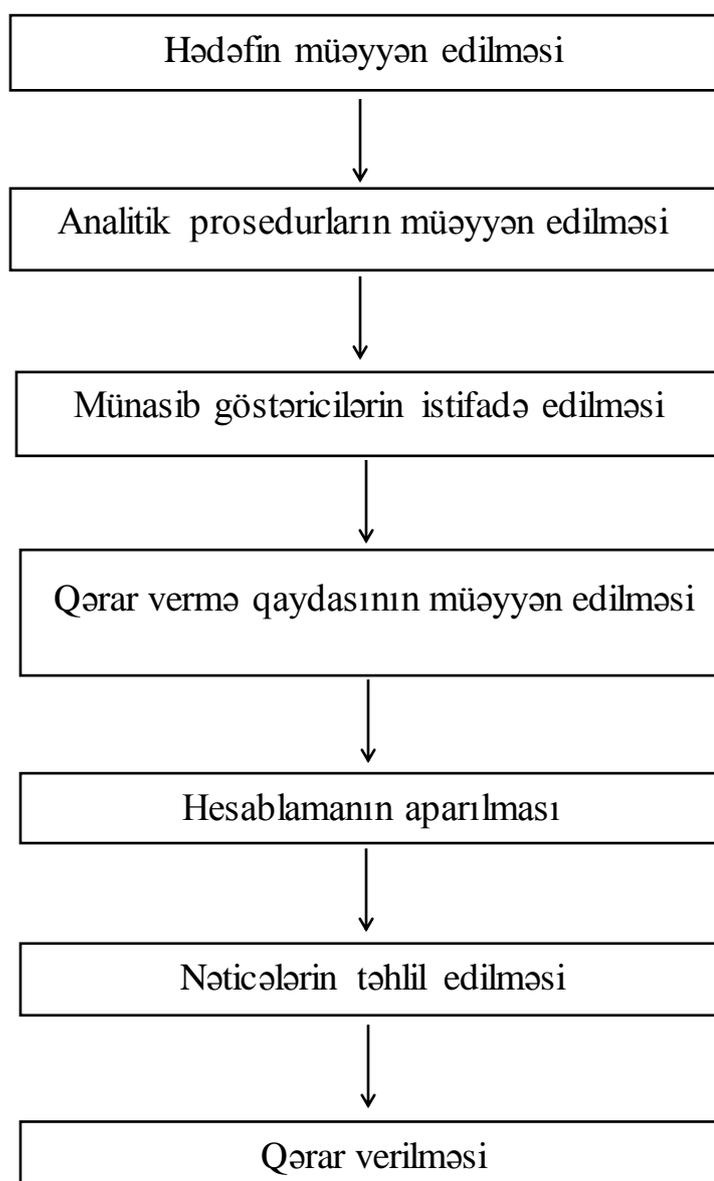 Hədəfin müəyyən edilməsi
Analitik prosedurların müəyyən edilməsi
Münasib göstəricilərin istifadə edilməsi
Qərar vermə qaydasının müəyyən edilməsi
Hesablamanın aparılması
Nəticələrin təhlil edilməsi
Qərar verilməsi